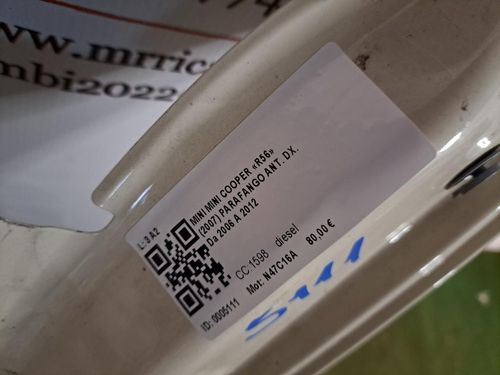 www.mrric
mbi2022
L: 8 A2
MINI MINI COOPER «R56»
(2007) PARAFANGO ANT. DX.
Da 2006 A 2012
CC:1598 diesel
Mot: N47C16A 80,00 €
ID: 0005111
5111